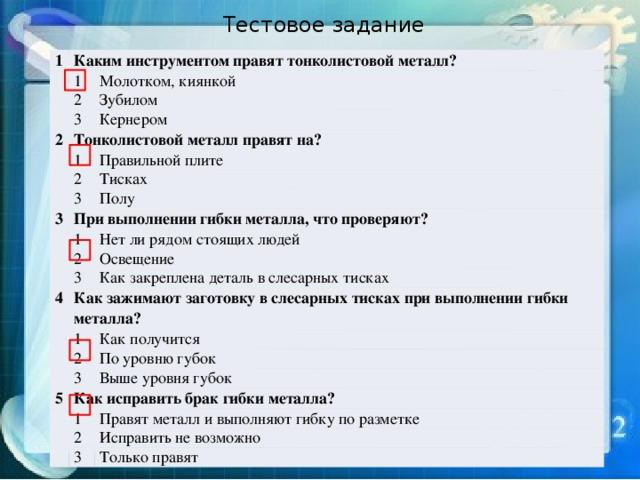 Тестовое задание
1 Каким инструментом правят тонколистовой металл?
1 Молотком, киянкой
2 Зубилом
3 Кернером
2 Тонколистовой металл правят на?
1 Правильной плите
2 Тисках
3 Полу
3 При выполнении гибки металла, что проверяют?
1 Нет ли рядом стоящих людей
2 Освещение
3 Как закреплена деталь в слесарных тисках
4 Как зажимают заготовку в слесарных тисках при выполнении гибки
металла?
1 Как получится
2 По уровню губок
3 Выше уровня губок
5 Как исправить брак гибки металла?
1 Правят металл и выполняют гибку по разметке
2 Исправить не возможно
3 Только правят
2